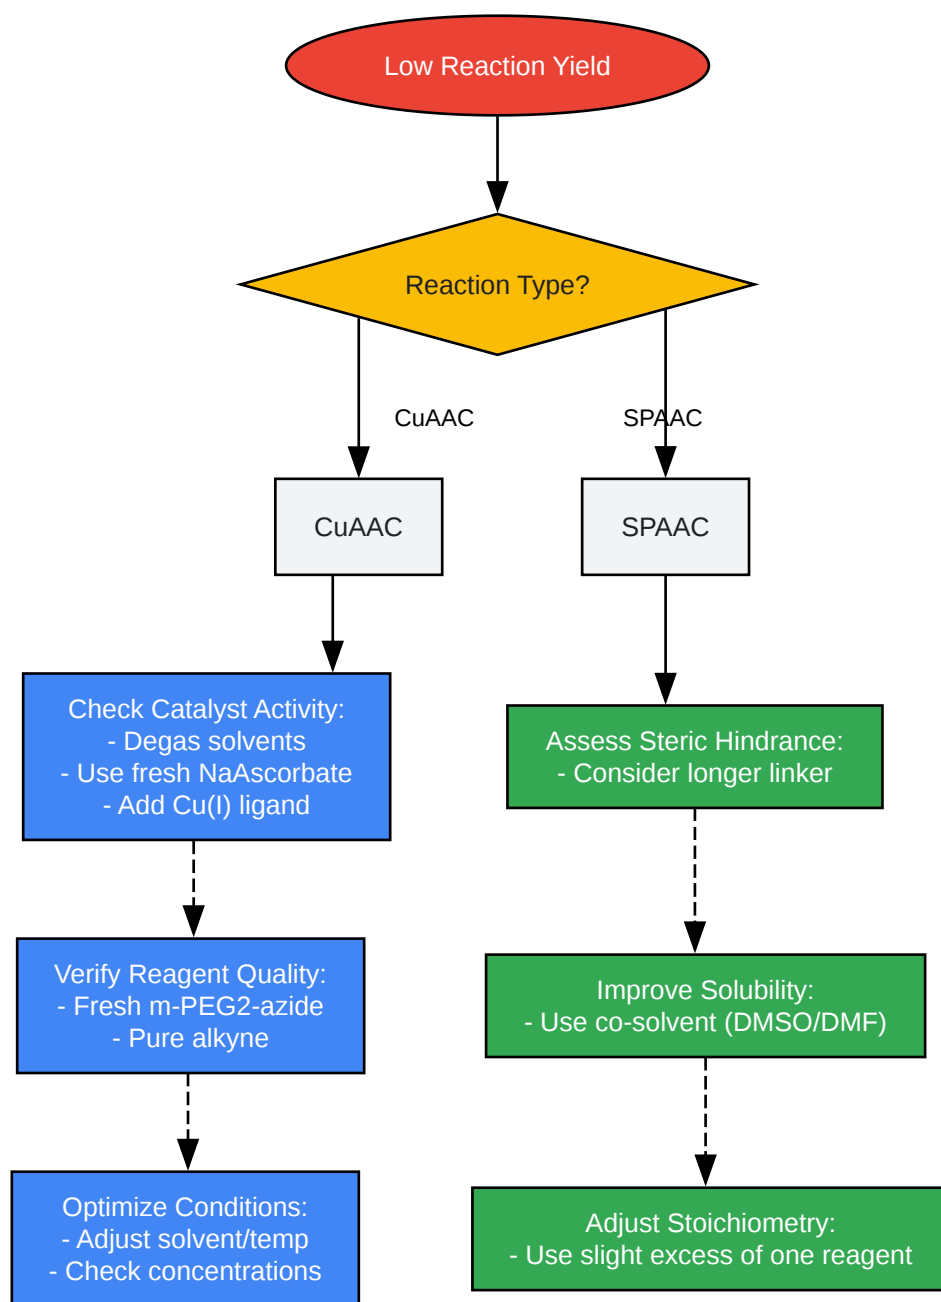 Low Reaction Yield
Reaction Type?
CuAAC
SPAAC
CuAAC
SPAAC
Check Catalyst Activity:
- Degas solvents
- Use fresh NaAscorbate
- Add Cu(I) ligand
Assess Steric Hindrance:
- Consider longer linker
Verify Reagent Quality:
- Fresh m-PEG2-azide
- Pure alkyne
Improve Solubility:
- Use co-solvent (DMSO/DMF)
Optimize Conditions:
- Adjust solvent/temp
- Check concentrations
Adjust Stoichiometry:
- Use slight excess of one reagent